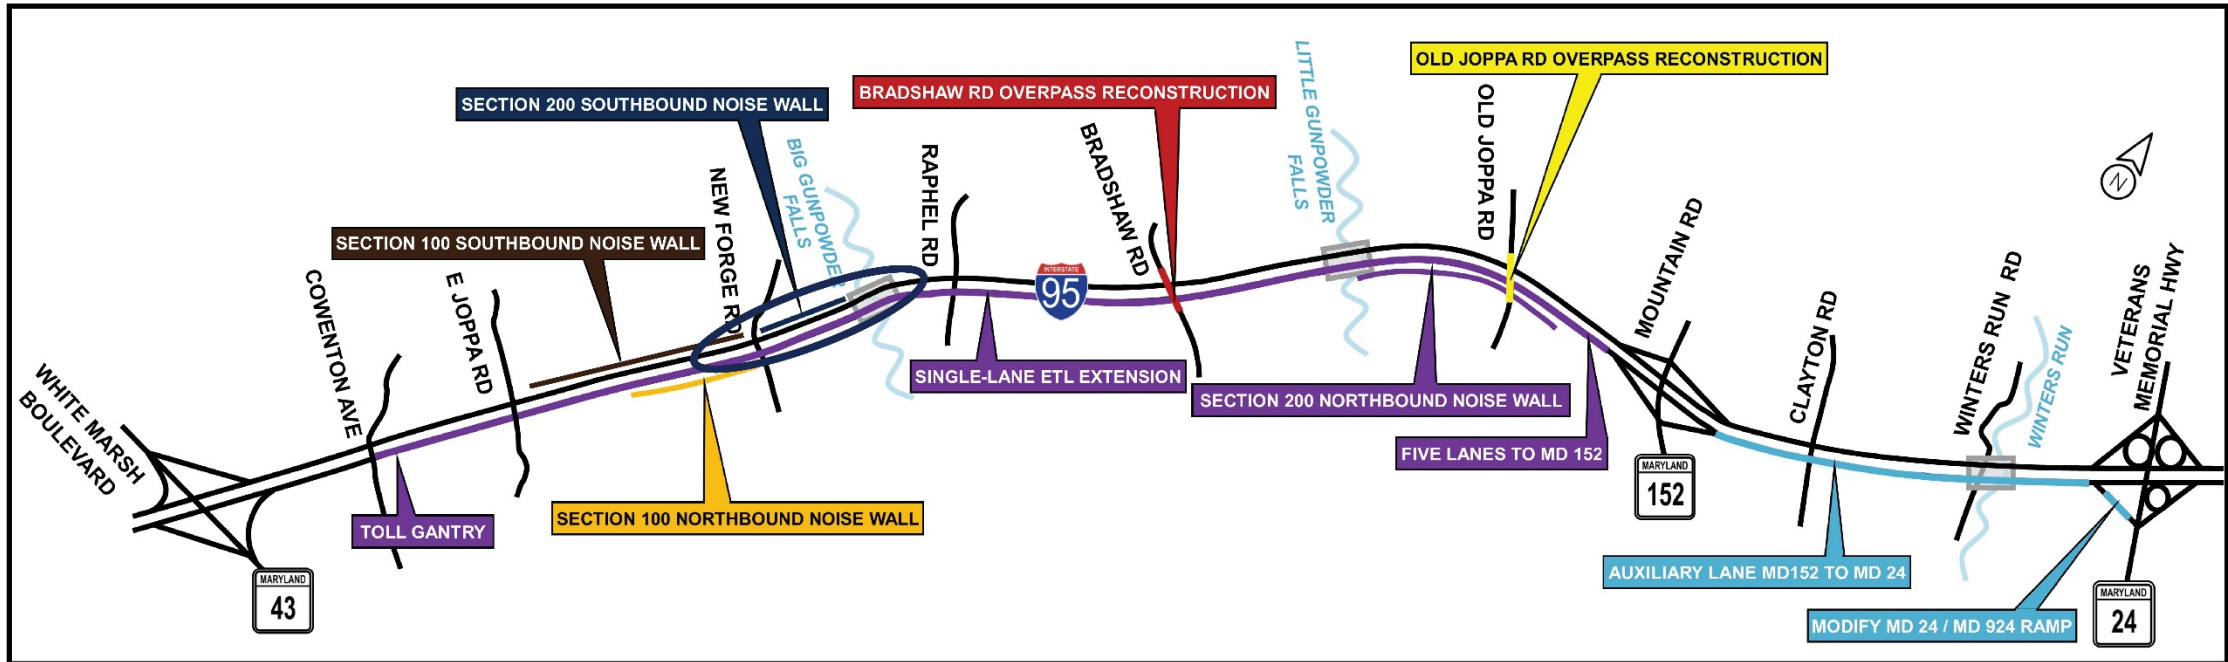 OLD JOPPA RD OVERPASS RECONSTRUCTION
BRADSHAW RD OVERPASS RECONSTRUCTION
SECTION 200 SOUTHBOUND NOISE WALL
SECTION 100 SOUTHBOUND NOISE WALL
WHITE MARSH
BOULEVARD
COWENTON AVE
E JOPPA RD
NEW FORGE RD
BIG GUNPOWDER
FALLS
RAPHEL RD
BRADSHAW RD
LITTLE GUNPOWDER
FALLS
OLD JOPPA RD
MOUNTAIN RD
CLAYTON RD
WINTERS RUN RD
WINTERS RUN
VETERANS
MEMORIAL HWY
N
INTERSTATE
95
SINGLE-LANE ETL EXTENSION
SECTION 200 NORTHBOUND NOISE WALL
FIVE LANES TO MD 152
MARYLAND
152
SECTION 100 NORTHBOUND NOISE WALL
TOLL GANTRY
MARYLAND
43
AUXILIARY LANE MD152 TO MD 24
MODIFY MD 24 / MD 924 RAMP
MARYLAND
24